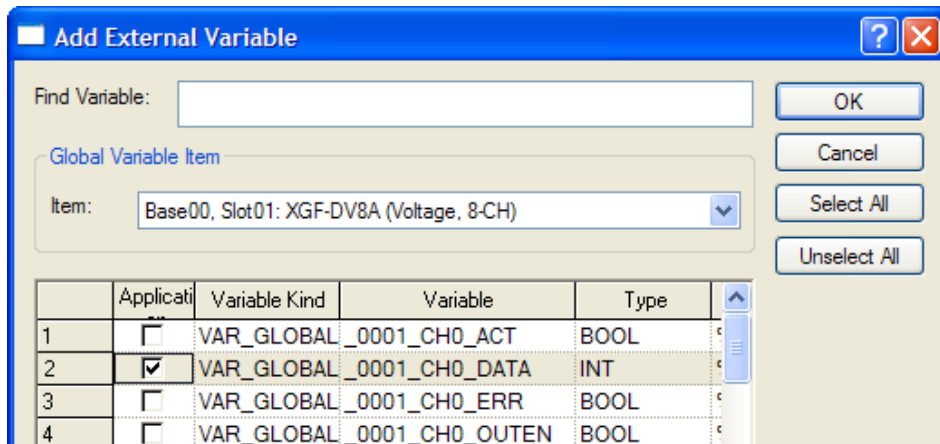 Add External Variable
Find Variable:
OK
Cancel
Select All
Unselect All
Global Variable Item
Item: Base00, Slot01: XGF-DV8A (Voltage, 8-CH)
Applicati Variable Kind Variable Type
1 VAR_GLOBAL _0001_CH0_ACT BOOL
2 VAR_GLOBAL _0001_CH0_DATA INT
3 VAR_GLOBAL _0001_CH0_ERR BOOL
4 VAR_GLOBAL _0001_CH0_OUTEN BOOL